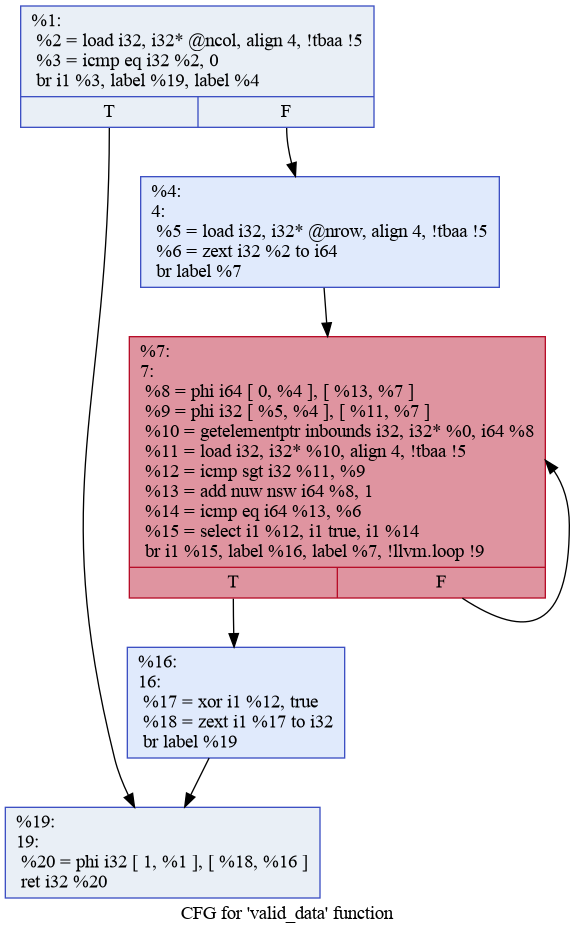 %1:
%2 = load i32, i32* @ncol, align 4, !tbaa !5
%3 = icmp eq i32 %2, 0
br i1 %3, label %19, label %4
T
F
%4:
4:
%5 = load i32, i32* @nrow, align 4, !tbaa !5
%6 = zext i32 %2 to i64
br label %7
%7:
7:
%8 = phi i64 [ 0, %4 ], [ %13, %7 ]
%9 = phi i32 [ %5, %4 ], [ %11, %7 ]
%10 = getelementptr inbounds i32, i32* %0, i64 %8
%11 = load i32, i32* %10, align 4, !tbaa !5
%12 = icmp sgt i32 %11, %9
%13 = add nuw nsw i64 %8, 1
%14 = icmp eq i64 %13, %6
%15 = select i1 %12, i1 true, i1 %14
br i1 %15, label %16, label %7, !llvm.loop !9
T
F
%16:
16:
%17 = xor i1 %12, true
%18 = zext i1 %17 to i32
br label %19
%19:
19:
%20 = phi i32 [ 1, %1 ], [ %18, %16 ]
ret i32 %20
CFG for 'valid_data' function